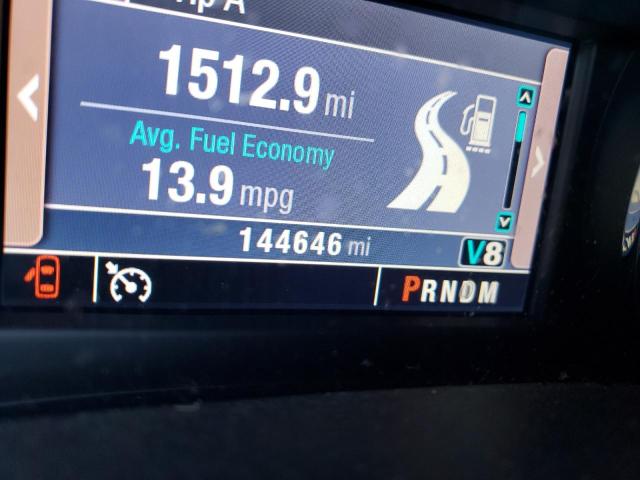 A
1512.9 mi
Avg. Fuel Economy
13.9 mpg
144646 mi
V8
PRNDM